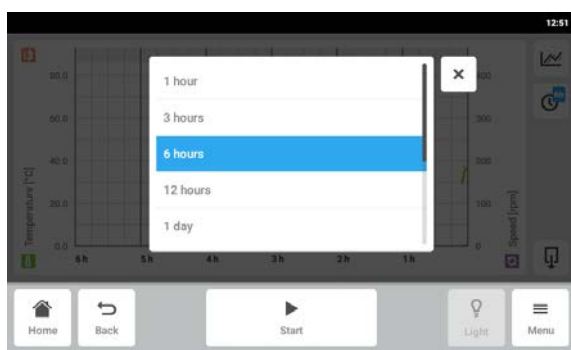 12:51
80.0
60.0
40.0
20.0
0.0
Temperature [°C]
1 hour
3 hours
6 hours
12 hours
1 day
400
300
200
100
0
Speed [rpm]
6 h 5 h 4 h 3 h 2 h 1 h
Home Back Start Light Menu